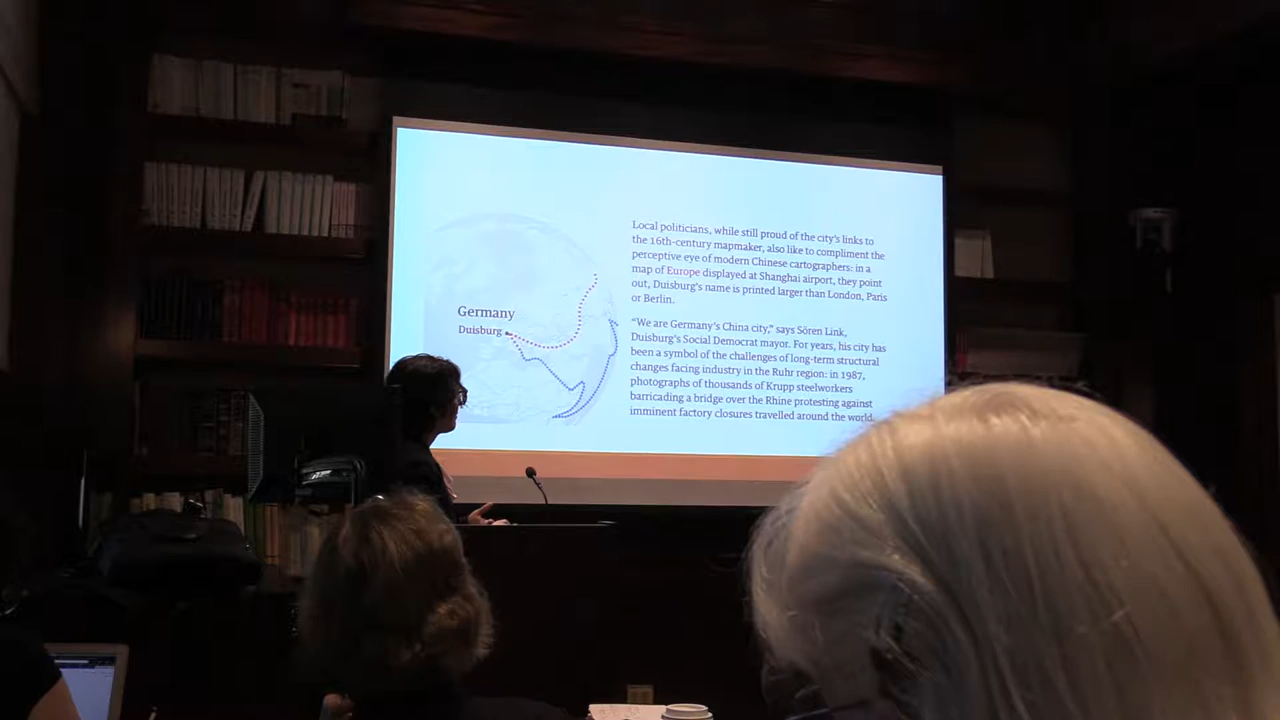 Germany
Duisburg
Local politicians, while still proud of the city's links to
the 16th-century mapmaker, also like to compliment the
perceptive eye of modern Chinese cartographers: in a
map of Europe displayed at Shanghai airport, they point
out, Duisburg's name is printed larger than London, Paris
or Berlin.
“We are Germany's China city,” says Sören Link,
Duisburg's Social Democrat mayor. For years, his city has
been a symbol of the challenges of long-term structural
changes facing industry in the Ruhr region: in 1987,
photographs of thousands of Krupp steelworkers
barricading a bridge over the Rhine protesting against
imminent factory closures travelled around the world.